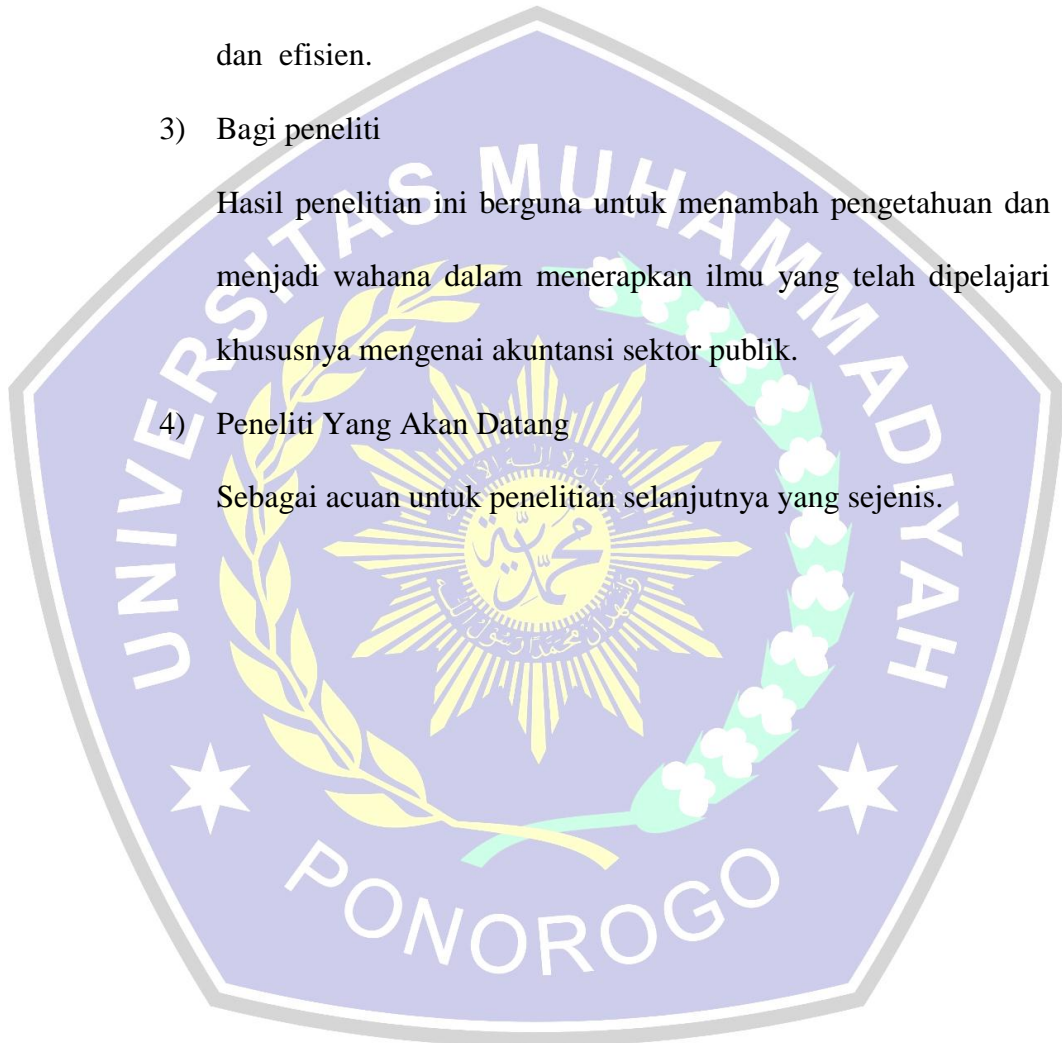 dan efisien.
3) Bagi peneliti
Hasil penelitian ini berguna untuk menambah pengetahuan dan
menjadi wahana dalam menerapkan ilmu yang telah dipelajari
khususnya mengenai akuntansi sektor publik.
4) Peneliti Yang Akan Datang
Sebagai acuan untuk penelitian selanjutnya yang sejenis.
UNIVERSITAS MUHAMMADIYAH
PONOROGO
محمدية